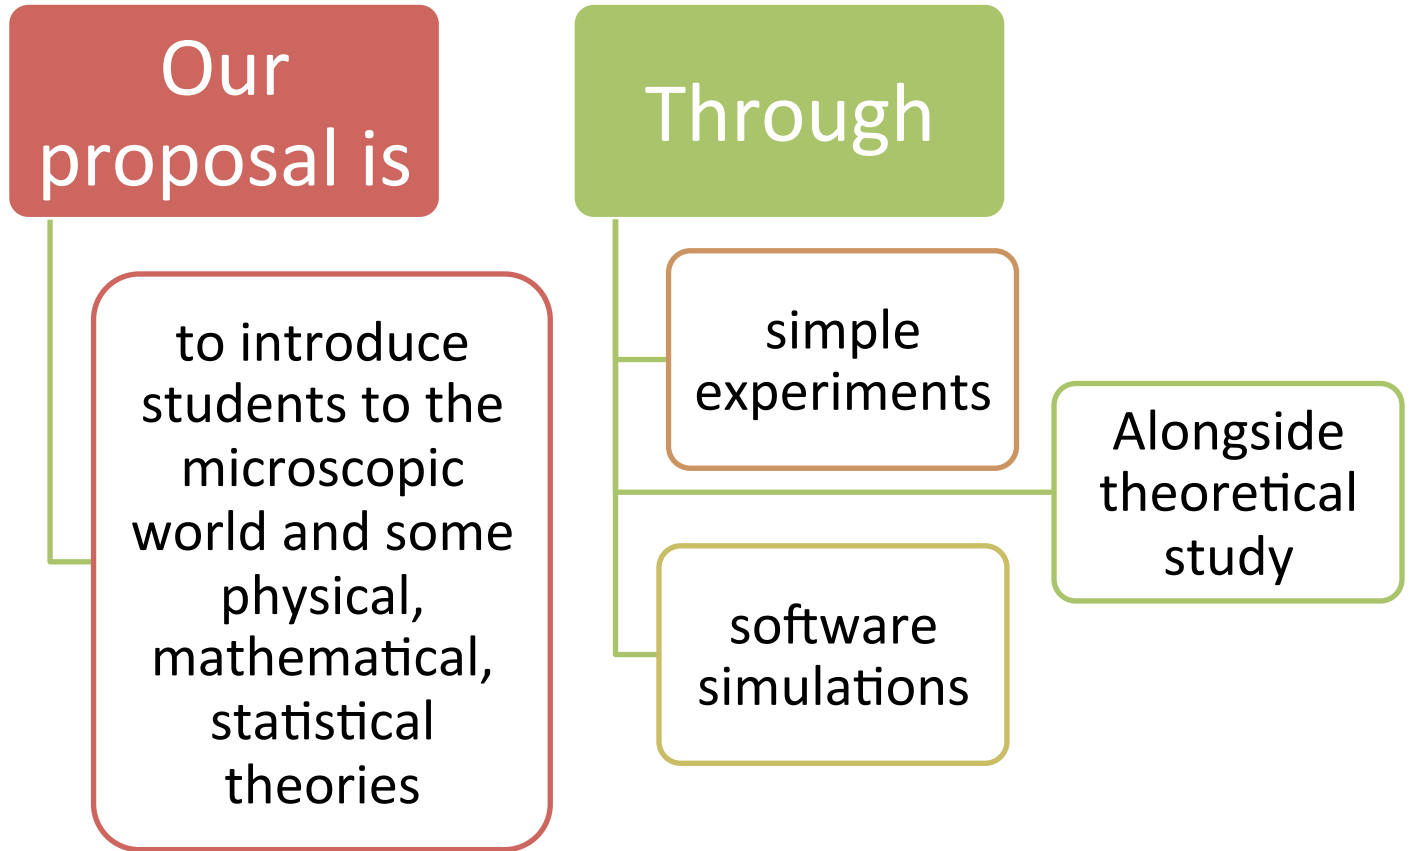 Our
proposal is
to introduce
students to the
microscopic
world and some
physical,
mathematical,
statistical
theories
Through
simple
experiments
Alongside
theoretical
study
software
simulations